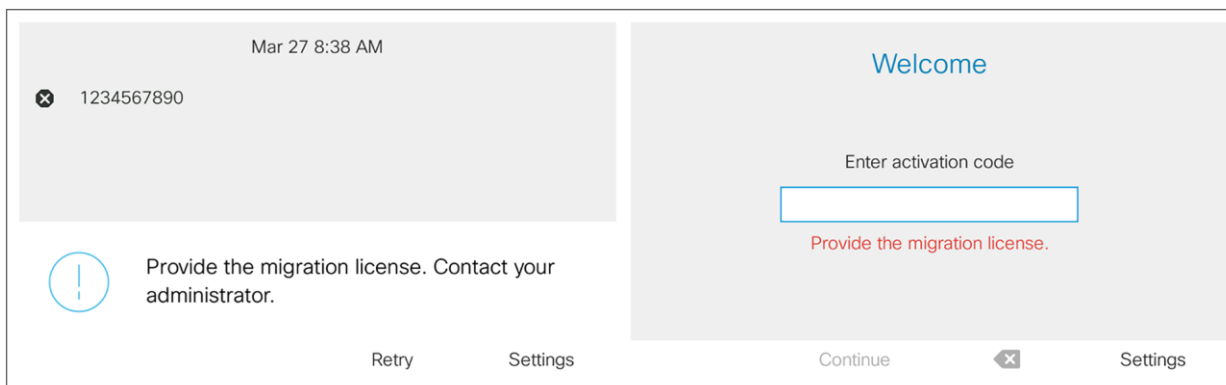 Mar 27 8:38 AM
1234567890
Provide the migration license. Contact your
administrator.
Retry
Settings
Welcome
Enter activation code
Provide the migration license.
Continue
Settings